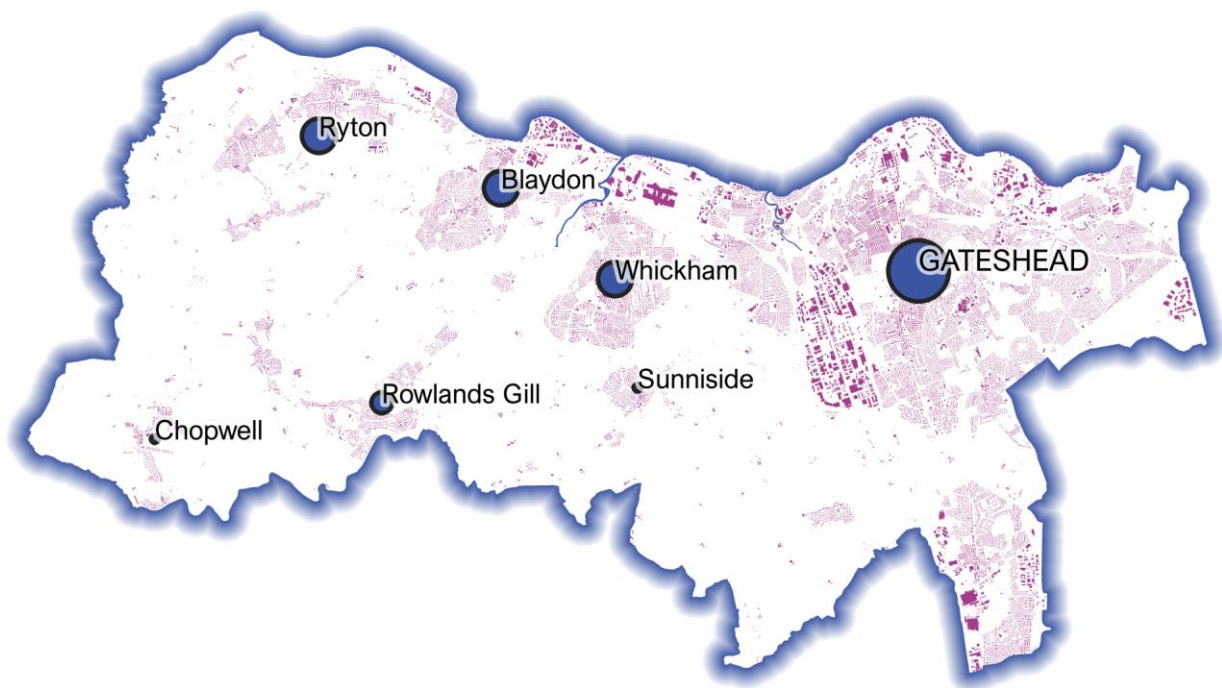 Ryton
Blaydon
GATESHEAD
Whickham
Sunniside
Rowlands Gill
Chopwell